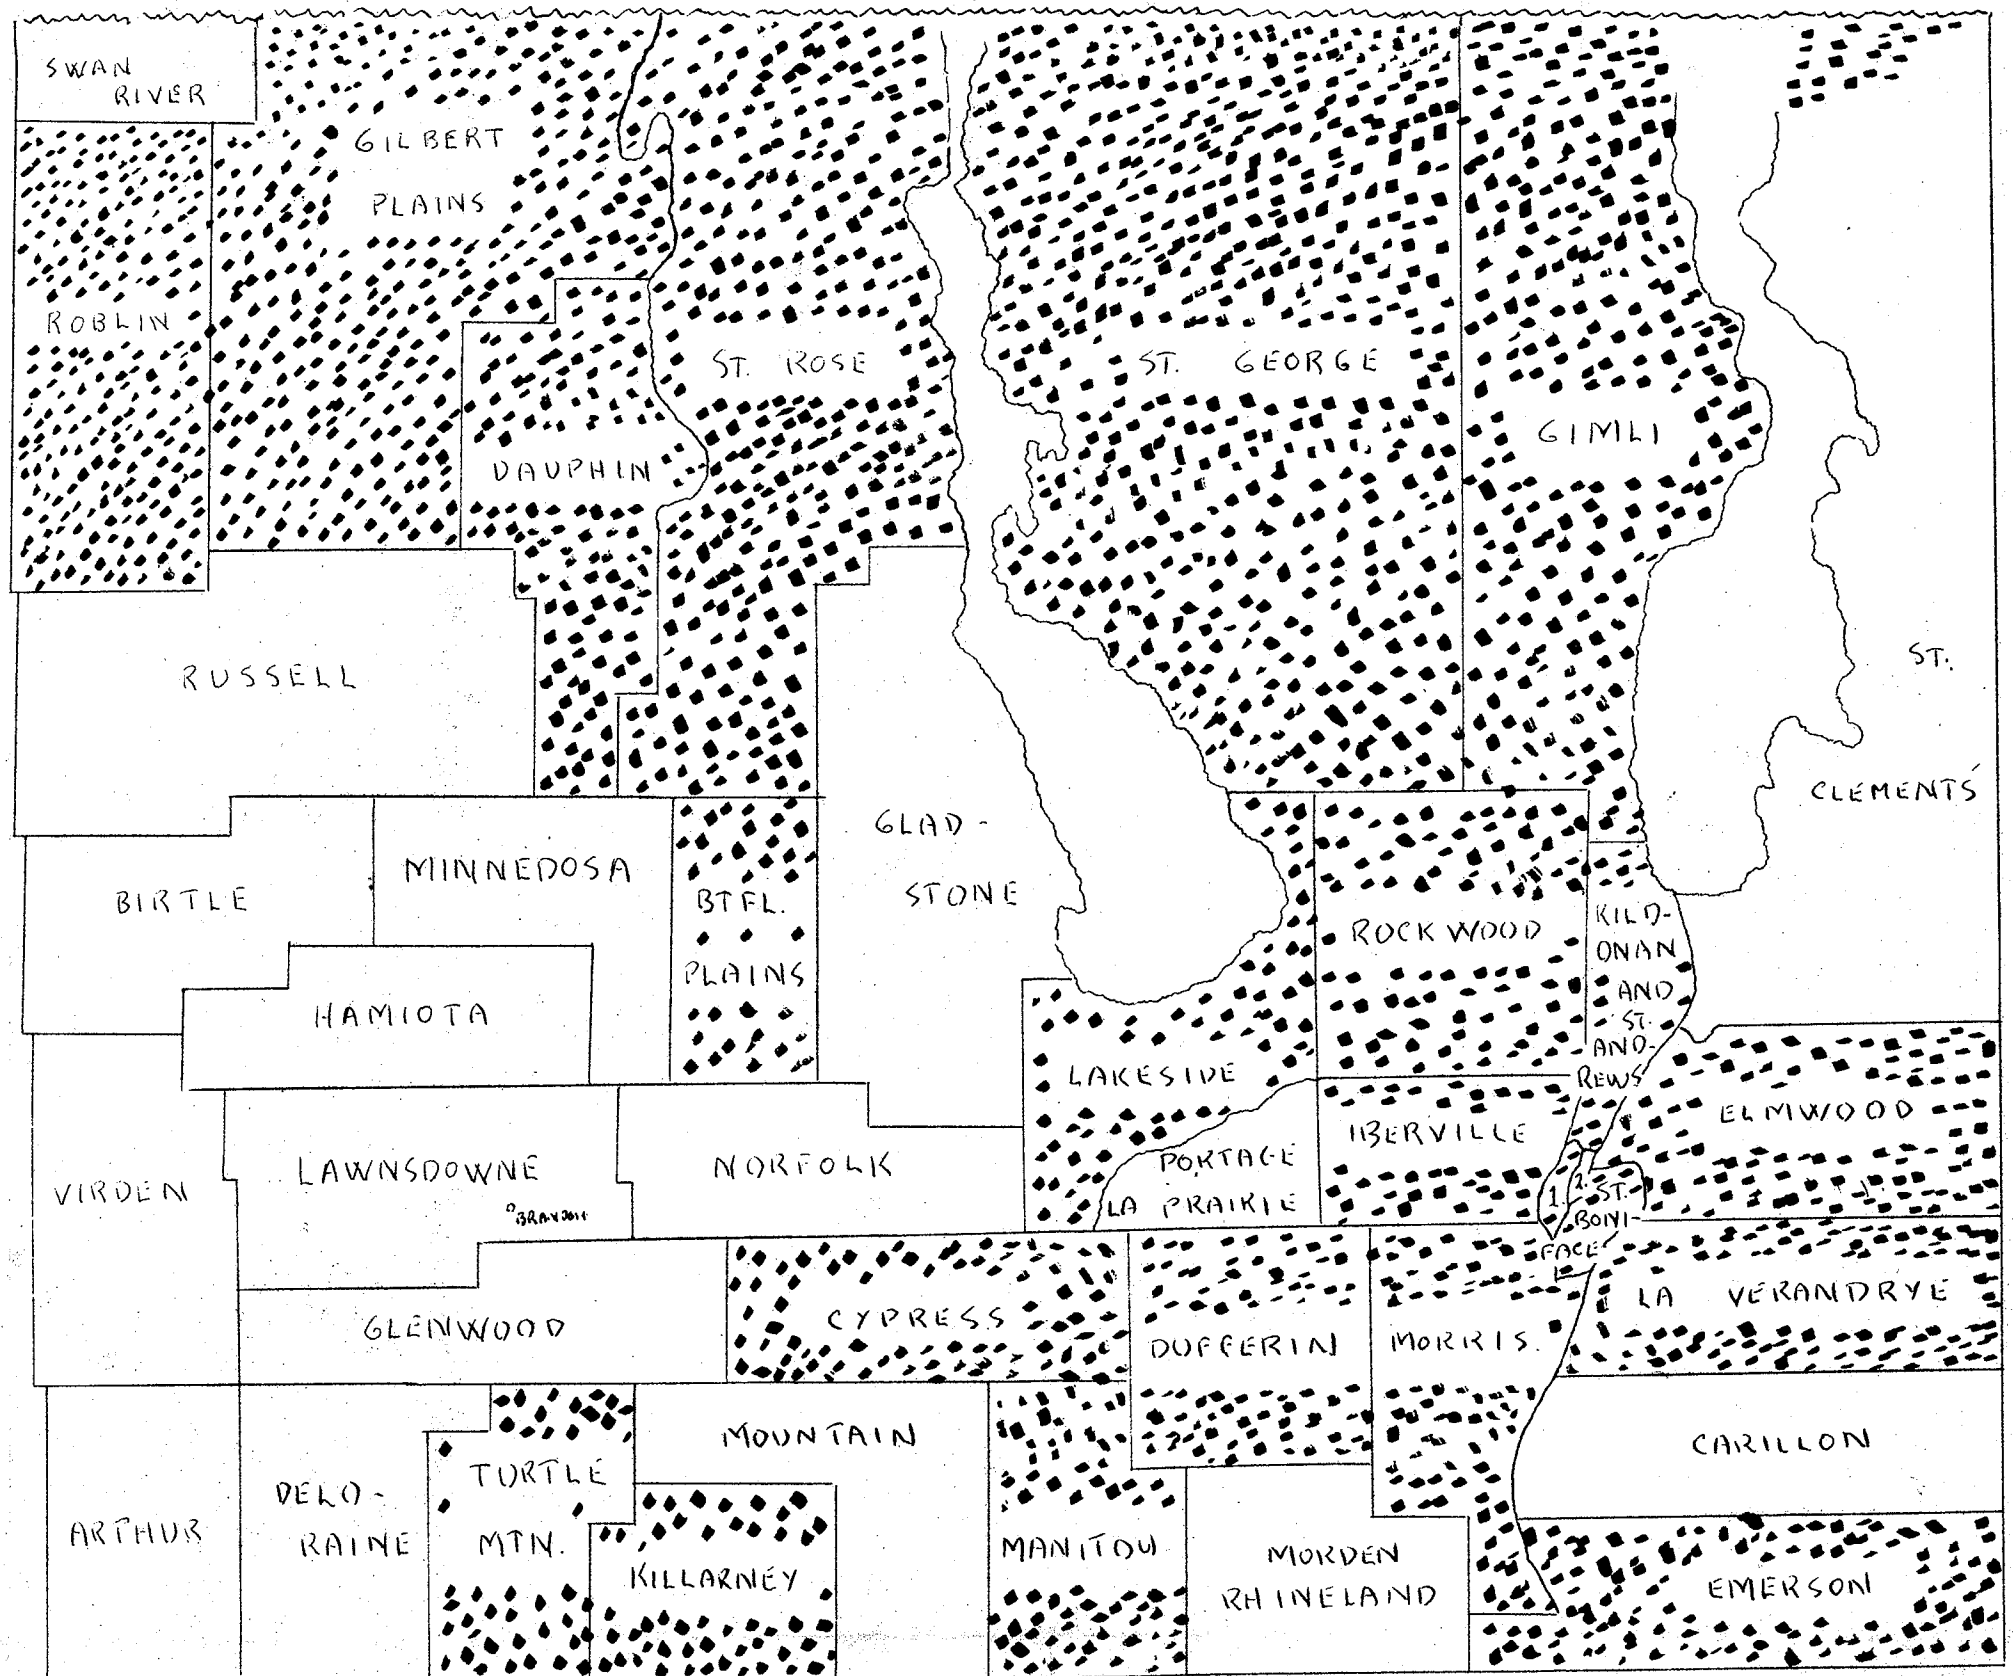 SWAN
RIVER
GILBERT
PLAINS
ROBLIN
ST. ROSE
ST. GEORGE
GIMLI
DAUPHIN
RUSSELL
ST.
CLEMENTS
GLAD-
STONE
MINNEDOSA
BIRTLE
BTFL.
PLAINS
ROCKWOOD
KILD-
ONAN
AND
ST.
AND-
REWS
HAMIOTA
LAKESIDE
ELMWOOD
IBERVILLE
PORTAGE
LA PRAIRIE
VIRDEN
LAWNSDOWNE
BRANDON
NORFOLK
1
2.
ST.
BONI-
FACE
GLENWOOD
CYPRESS
DUFFERIN
MORRIS.
LA VERANDRYE
MOUNTAIN
CARILLON
TURTLE
MTN.
DELO-
RAINE
ARTHUR
KILLARNEY
MANITOU
MORDEN
RHINELAND
EMERSON